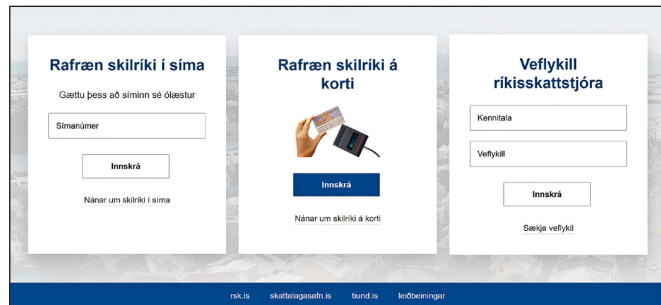 Rafræn skilríki í síma
Gættu þess að síminn sé ólæstur
Símanúmer
Innskrá
Nánar um skilríki í síma
Rafræn skilríki á
korti
Innskrá
Nánar um skilríki á korti
Veflykill
ríkisskattstjóra
Kennitala
Veflykill
Innskrá
Sækja veflykil
rsk.is skattalagasafn.is tiund.is leiðbeiningar